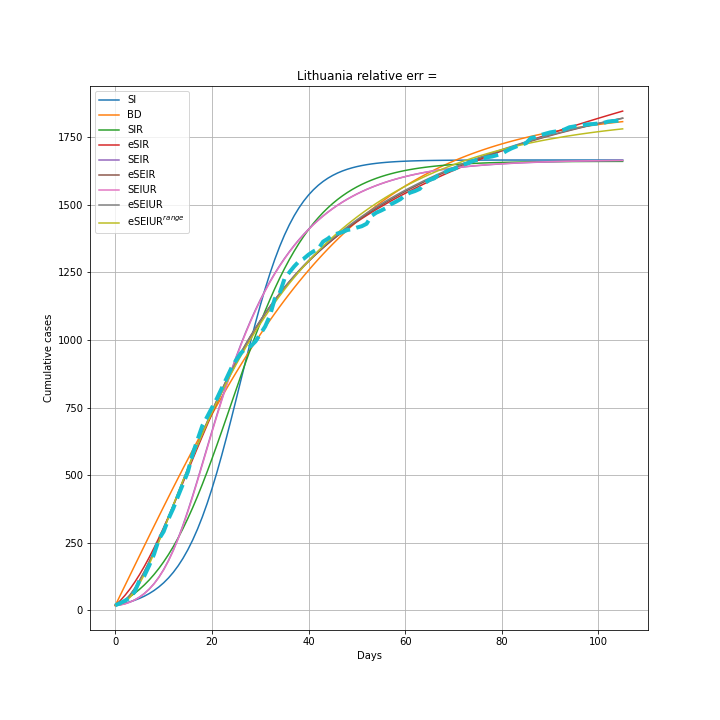 Lithuania relative err =
SI
BD
SIR
eSIR
SEIR
eSEIR
SEIUR
eSEIUR
eSEIUR^range
1750
1500
1250
1000
750
500
250
0
Cumulative cases
0 20 40 60 80 100
Days